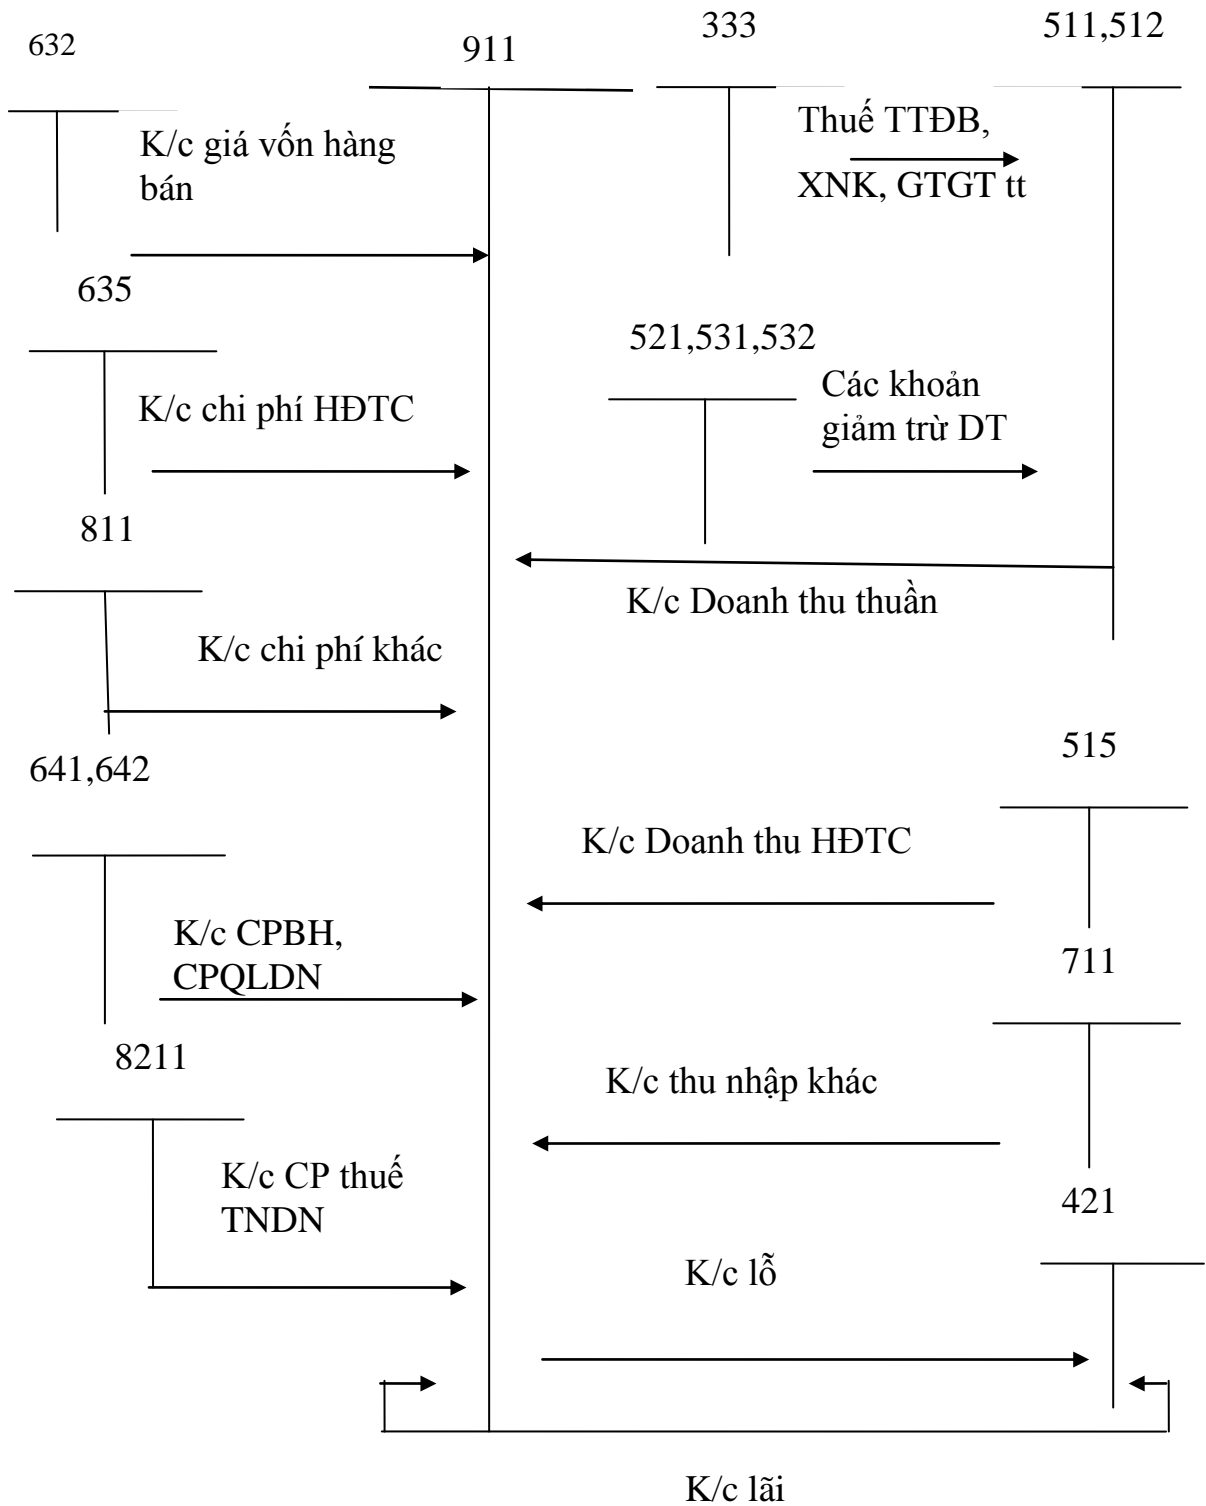 632
911
333
511,512
K/c giá vốn hàng
bán
Thuế TTĐB,
XNK, GTGT tt
635
521,531,532
K/c chi phí HĐTC
Các khoản
giảm trừ DT
811
K/c Doanh thu thuần
K/c chi phí khác
641,642
515
K/c Doanh thu HĐTC
K/c CPBH,
CPQLDN
711
8211
K/c thu nhập khác
K/c CP thuế
TNDN
421
K/c lỗ
K/c lãi